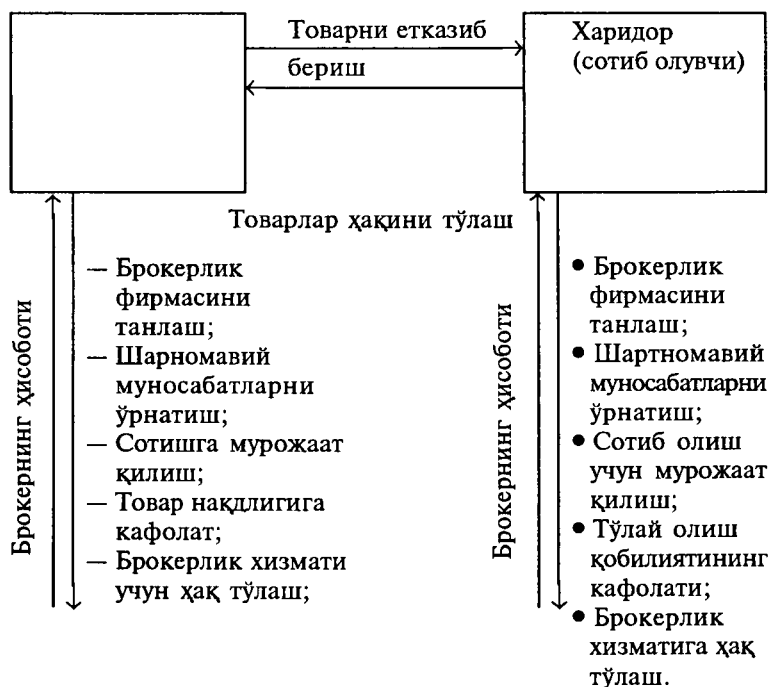 Товарни етказиб
бериш
Харидор
(сотиб олувчи)
Товарлар ҳақини тўлаш
Брокернинг ҳисоботи
— Брокерлик
фирмасини
танлаш;
— Шарномавий
муносабатларни
ўрнатиш;
— Сотишга мурожаат
қилиш;
— Товар нақдлигига
кафолат;
— Брокерлик хизмати
учун ҳақ тўлаш;
Брокернинг ҳисоботи
● Брокерлик
фирмасини
танлаш;
● Шартномавий
муносабатларни
ўрнатиш;
● Сотиб олиш
учун мурожаат
қилиш;
● Тўлай олиш
қобилиятининг
кафолати;
● Брокерлик
хизматига ҳақ
тўлаш.